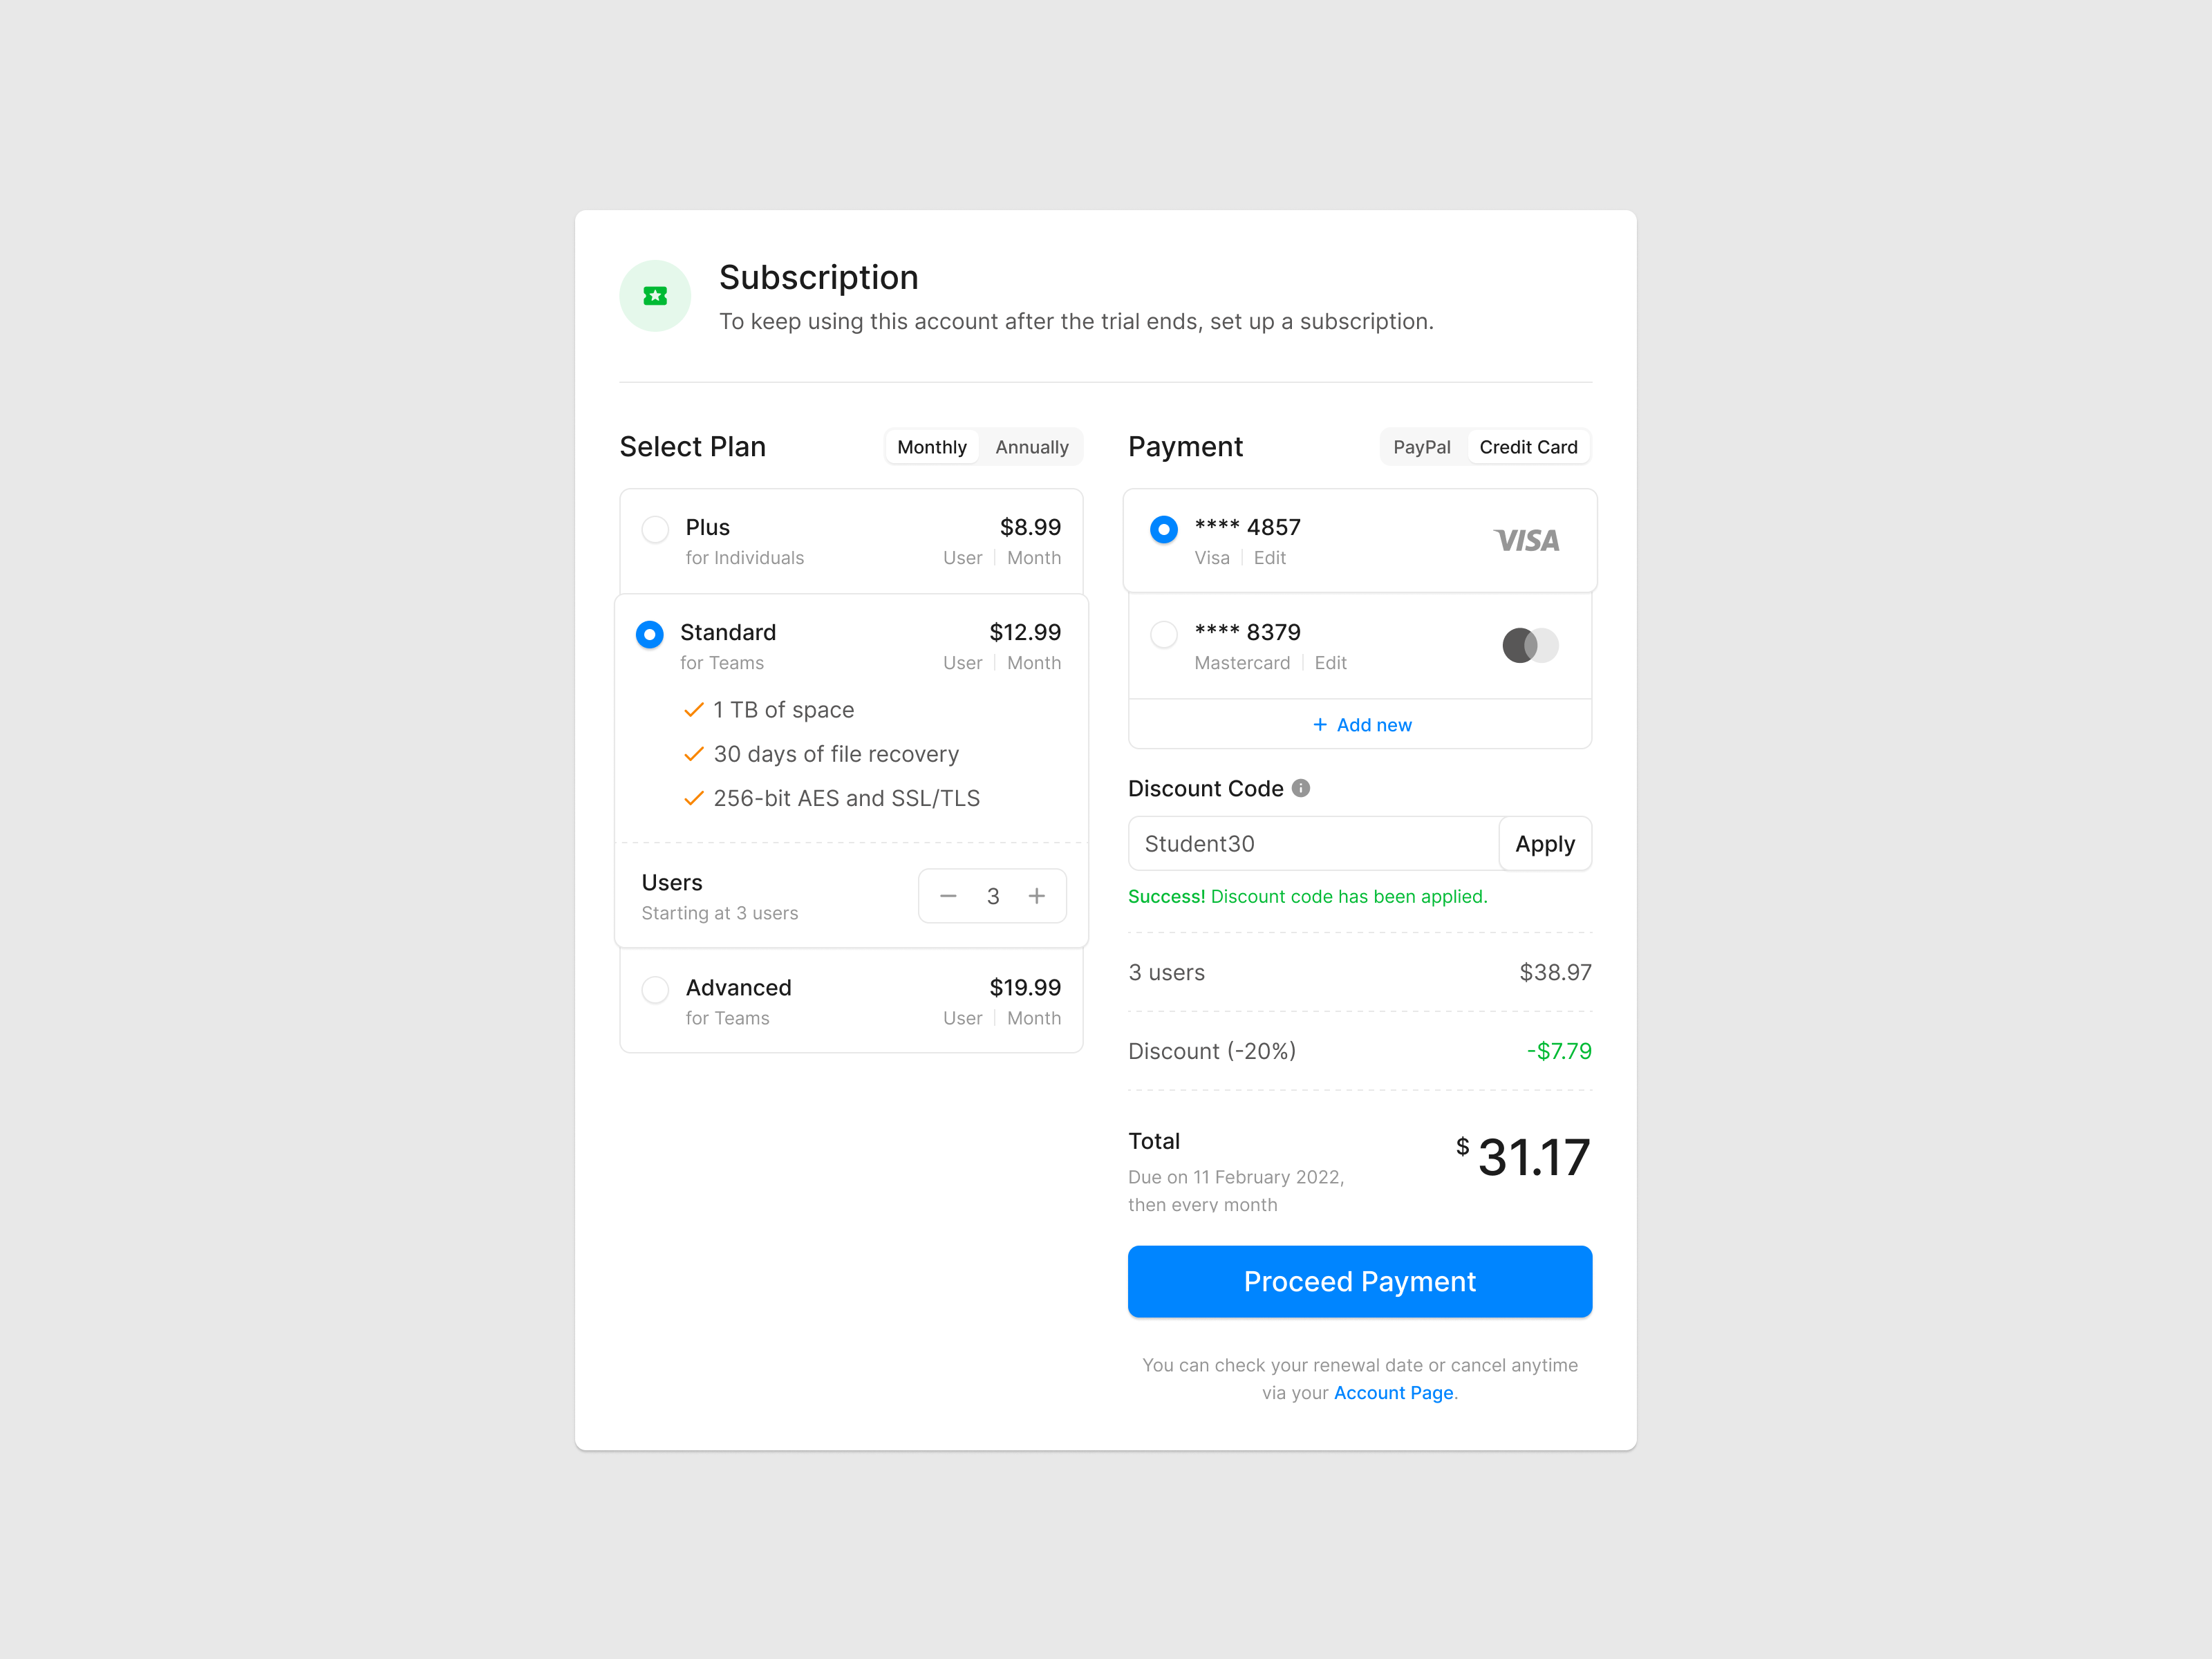 Subscription
To keep using this account after the trial ends, set up a subscription.
Select Plan
Monthly Annually
Plus $8.99
for Individuals User Month
Standard $12.99
for Teams User Month
1 TB of space
30 days of file recovery
256-bit AES and SSL/TLS
Users
Starting at 3 users
3
Advanced $19.99
for Teams User Month
Payment
PayPal Credit Card
**** 4857
Visa Edit
VISA
**** 8379
Mastercard Edit
+ Add new
Discount Code
Student30 Apply
Success! Discount code has been applied.
3 users $38.97
Discount (-20%) -$7.79
Total $31.17
Due on 11 February 2022,
then every month
Proceed Payment
You can check your renewal date or cancel anytime
via your Account Page.